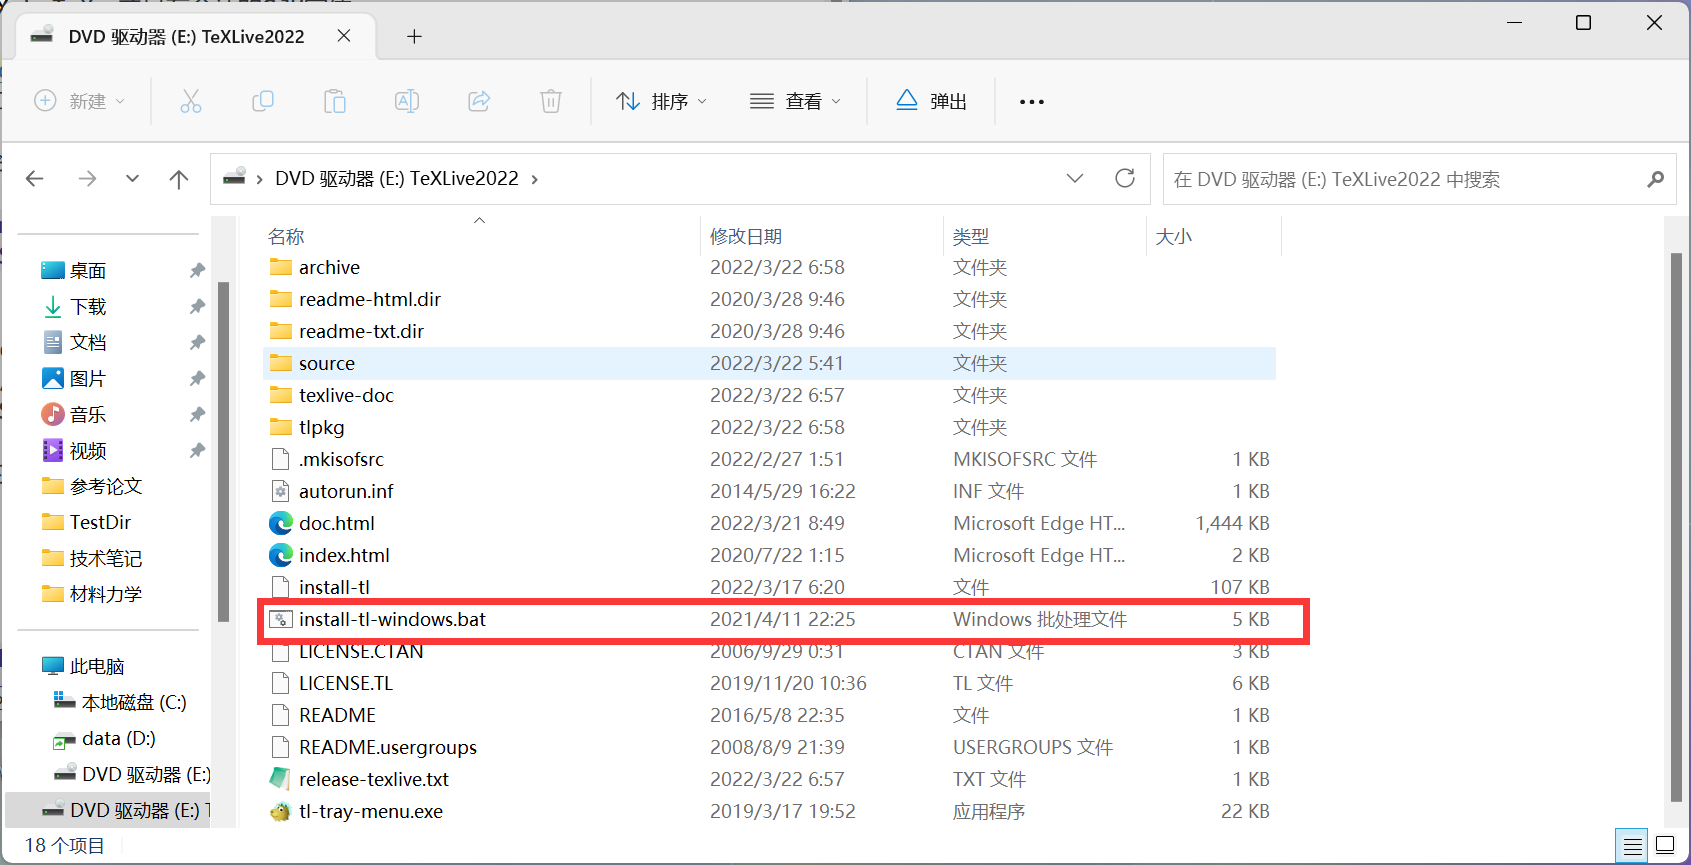 DVD 驱动器 (E:) TeXLive2022
新建
排序
查看
弹出
DVD 驱动器 (E:) TeXLive2022
在 DVD 驱动器 (E:) TeXLive2022 中搜索
桌面
下载
文档
图片
音乐
视频
参考论文
TestDir
技术笔记
材料力学
此电脑
本地磁盘 (C:)
data (D:)
DVD 驱动器 (E:)
DVD 驱动器 (E:) T
名称 修改日期 类型 大小
archive 2022/3/22 6:58 文件夹
readme-html.dir 2020/3/28 9:46 文件夹
readme-txt.dir 2020/3/28 9:46 文件夹
source 2022/3/22 5:41 文件夹
texlive-doc 2022/3/22 6:57 文件夹
tlpkg 2022/3/22 6:58 文件夹
.mkisofsrc 2022/2/27 1:51 MKISOFSRC 文件 1 KB
autorun.inf 2014/5/29 16:22 INF 文件 1 KB
doc.html 2022/3/21 8:49 Microsoft Edge HT... 1,444 KB
index.html 2020/7/22 1:15 Microsoft Edge HT... 2 KB
install-tl 2022/3/17 6:20 文件 107 KB
install-tl-windows.bat 2021/4/11 22:25 Windows 批处理文件 5 KB
LICENSE.CTAN 2006/9/29 0:31 CTAN 文件 3 KB
LICENSE.TL 2019/11/20 10:36 TL 文件 6 KB
README 2016/5/8 22:35 文件 1 KB
README.usergroups 2008/8/9 21:39 USERGROUPS 文件 1 KB
release-texlive.txt 2022/3/22 6:57 TXT 文件 1 KB
tl-tray-menu.exe 2019/3/17 19:52 应用程序 22 KB
18 个项目